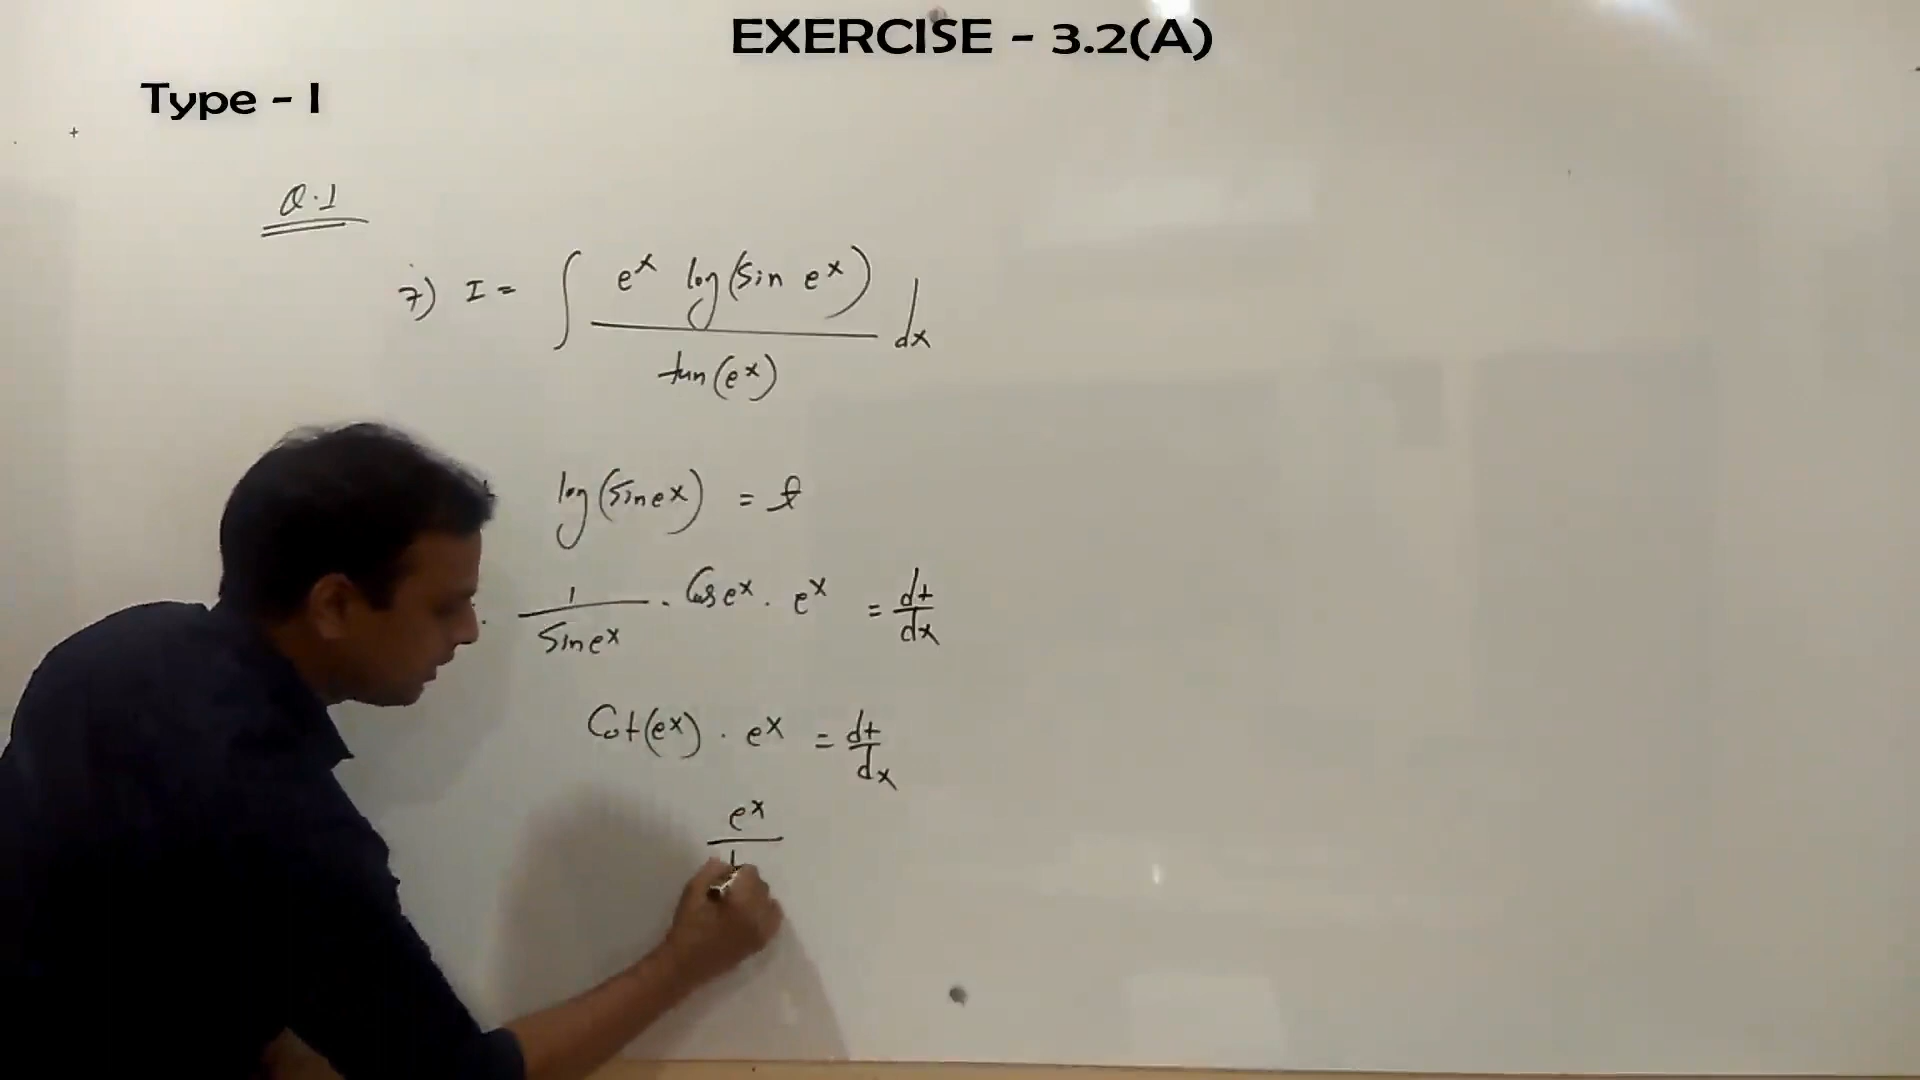 EXERCISE - 3.2(A)
Type - I
Q.1
7) I = ∫ e^x log(sin e^x) / tan(e^x) dx
log(sin e^x) = t
1 / sin e^x . Cos e^x . e^x = dt/dx
Cot(e^x) . e^x = dt/dx
e^x